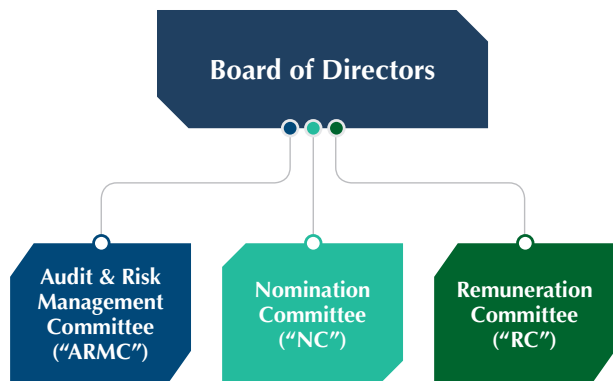 Board of Directors
Audit & Risk
Management
Committee
(“ARMC”)
Nomination
Committee
(“NC”)
Remuneration
Committee
(“RC”)